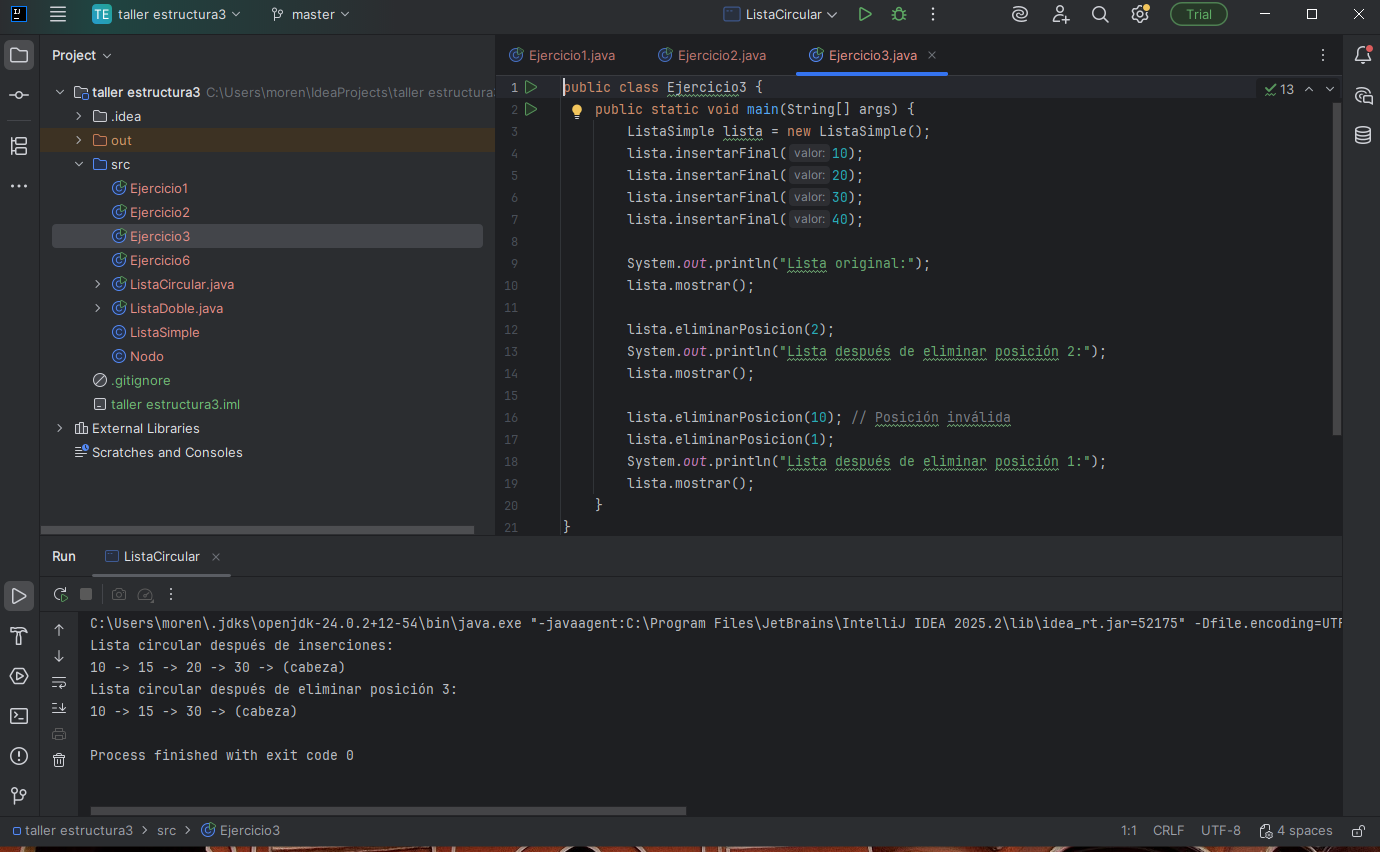 TE taller estructura3 master ListaCircular Trial
Project
Ejercicio1.java Ejercicio2.java Ejercicio3.java
taller estructura3 C:\Users\moren\IdeaProjects\taller estructura
.idea
out
src
Ejercicio1
Ejercicio2
Ejercicio3
Ejercicio6
ListaCircular.java
ListaDoble.java
ListaSimple
Nodo
.gitignore
taller estructura3.iml
External Libraries
Scratches and Consoles
13
1 public class Ejercicio3 {
2 public static void main(String[] args) {
3 ListaSimple lista = new ListaSimple();
4 lista.insertarFinal( valor: 10);
5 lista.insertarFinal( valor: 20);
6 lista.insertarFinal( valor: 30);
7 lista.insertarFinal( valor: 40);
8
9 System.out.println("Lista original:");
10 lista.mostrar();
11
12 lista.eliminarPosicion(2);
13 System.out.println("Lista después de eliminar posición 2:");
14 lista.mostrar();
15
16 lista.eliminarPosicion(10); // Posición inválida
17 lista.eliminarPosicion(1);
18 System.out.println("Lista después de eliminar posición 1:");
19 lista.mostrar();
20 }
21 }
Run ListaCircular
C:\Users\moren\.jdks\openjdk-24.0.2+12-54\bin\java.exe "-javaagent:C:\Program Files\JetBrains\IntelliJ IDEA 2025.2\lib\idea_rt.jar=52175" -Dfile.encoding=UTF
Lista circular después de inserciones:
10 -> 15 -> 20 -> 30 -> (cabeza)
Lista circular después de eliminar posición 3:
10 -> 15 -> 30 -> (cabeza)
Process finished with exit code 0
taller estructura3 > src > Ejercicio3 1:1 CRLF UTF-8 4 spaces